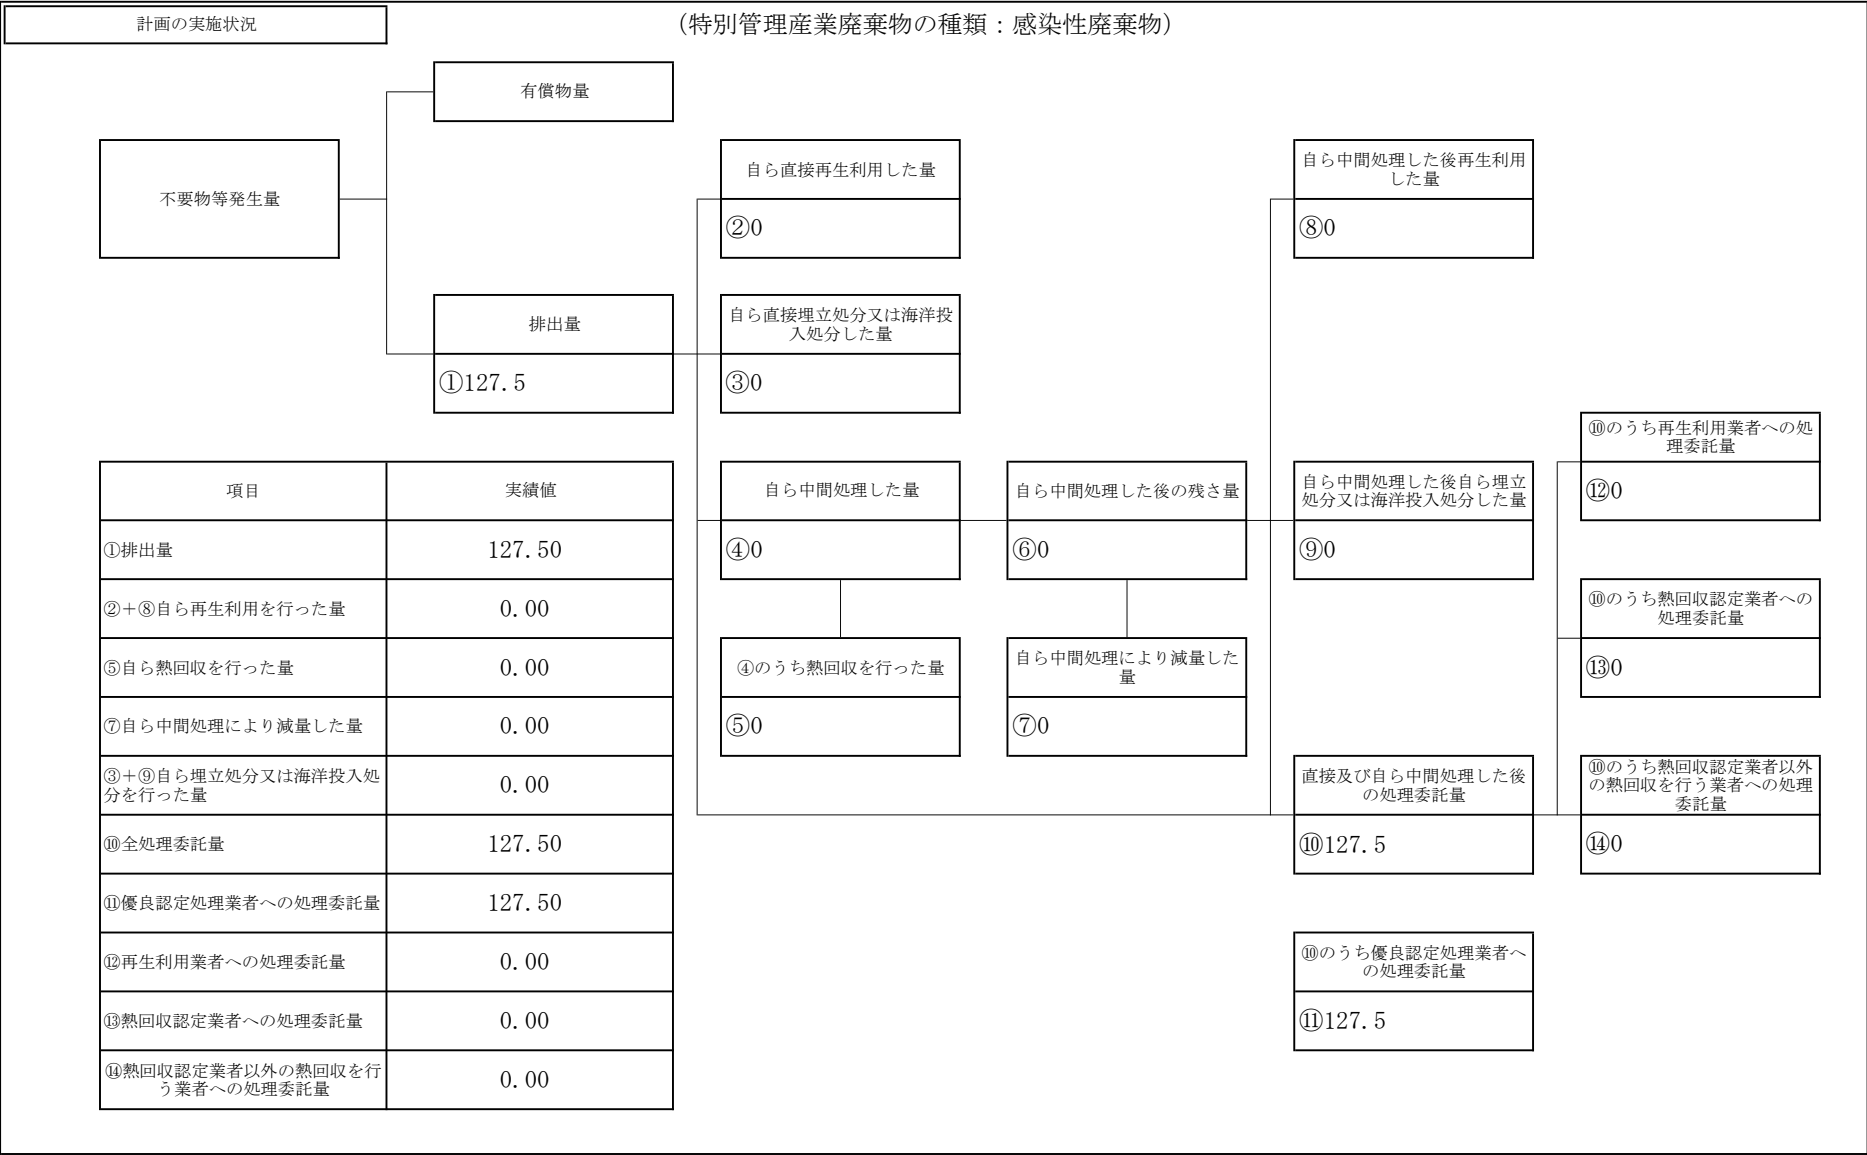 計画の実施状況
（特別管理産業廃棄物の種類：感染性廃棄物）
有償物量
不要物等発生量
自ら直接再生利用した量
②0
自ら中間処理した後再生利用
した量
⑧0
排出量
①127.5
自ら直接埋立処分又は海洋投
入処分した量
③0
⑩のうち再生利用業者への処
理委託量
⑫0
自ら中間処理した量
④0
自ら中間処理した後の残さ量
⑥0
自ら中間処理した後自ら埋立
処分又は海洋投入処分した量
⑨0
⑩のうち熱回収認定業者への
処理委託量
⑬0
④のうち熱回収を行った量
⑤0
自ら中間処理により減量した
量
⑦0
直接及び自ら中間処理した後
の処理委託量
⑩127.5
⑩のうち熱回収認定業者以外
の熱回収を行う業者への処理
委託量
⑭0
⑩のうち優良認定処理業者へ
の処理委託量
⑪127.5
項目 実績値
①排出量 127.50
②＋⑧自ら再生利用を行った量 0.00
⑤自ら熱回収を行った量 0.00
⑦自ら中間処理により減量した量 0.00
③＋⑨自ら埋立処分又は海洋投入処
分を行った量 0.00
⑩全処理委託量 127.50
⑪優良認定処理業者への処理委託量 127.50
⑫再生利用業者への処理委託量 0.00
⑬熱回収認定業者への処理委託量 0.00
⑭熱回収認定業者以外の熱回収を行
う業者への処理委託量 0.00